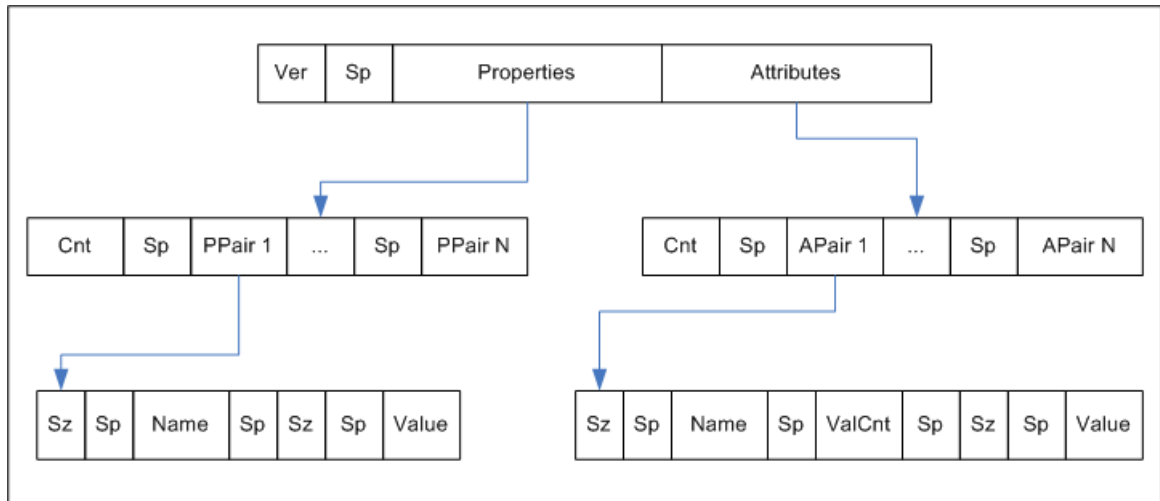 Ver Sp Properties Attributes
Cnt Sp PPair 1 ... Sp PPair N
Cnt Sp APair 1 ... Sp APair N
Sz Sp Name Sp Sz Sp Value
Sz Sp Name Sp ValCnt Sp Sz Sp Value